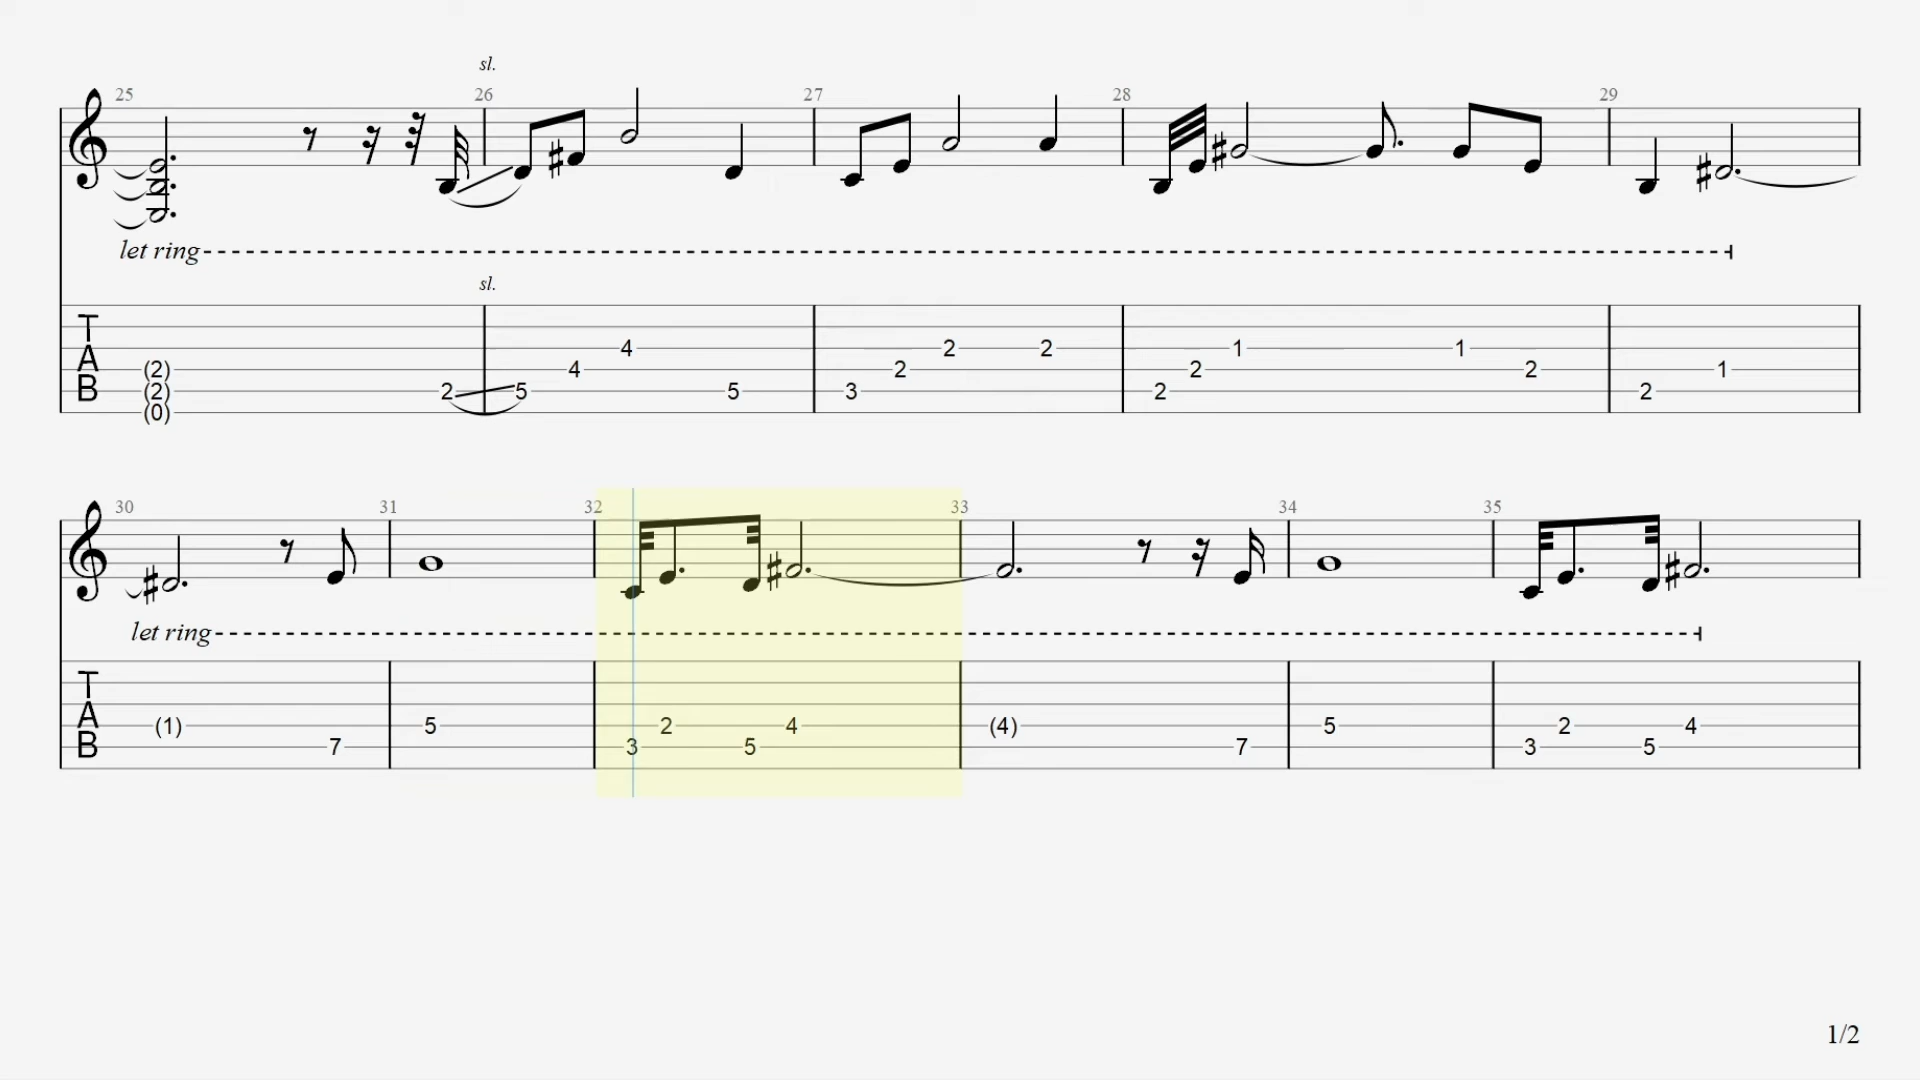 sl.
25 26 27 28 29
let ring
sl.
T
A
B
4 2 2 1 1
(2) 4 2 2 2 1
(2) 2 5 5 3 2 2
(0)
30 31 32 33 34 35
let ring
T
A
B
(1) 5 2 4 (4) 5 2 4
7 3 5 7 3 5
1/2